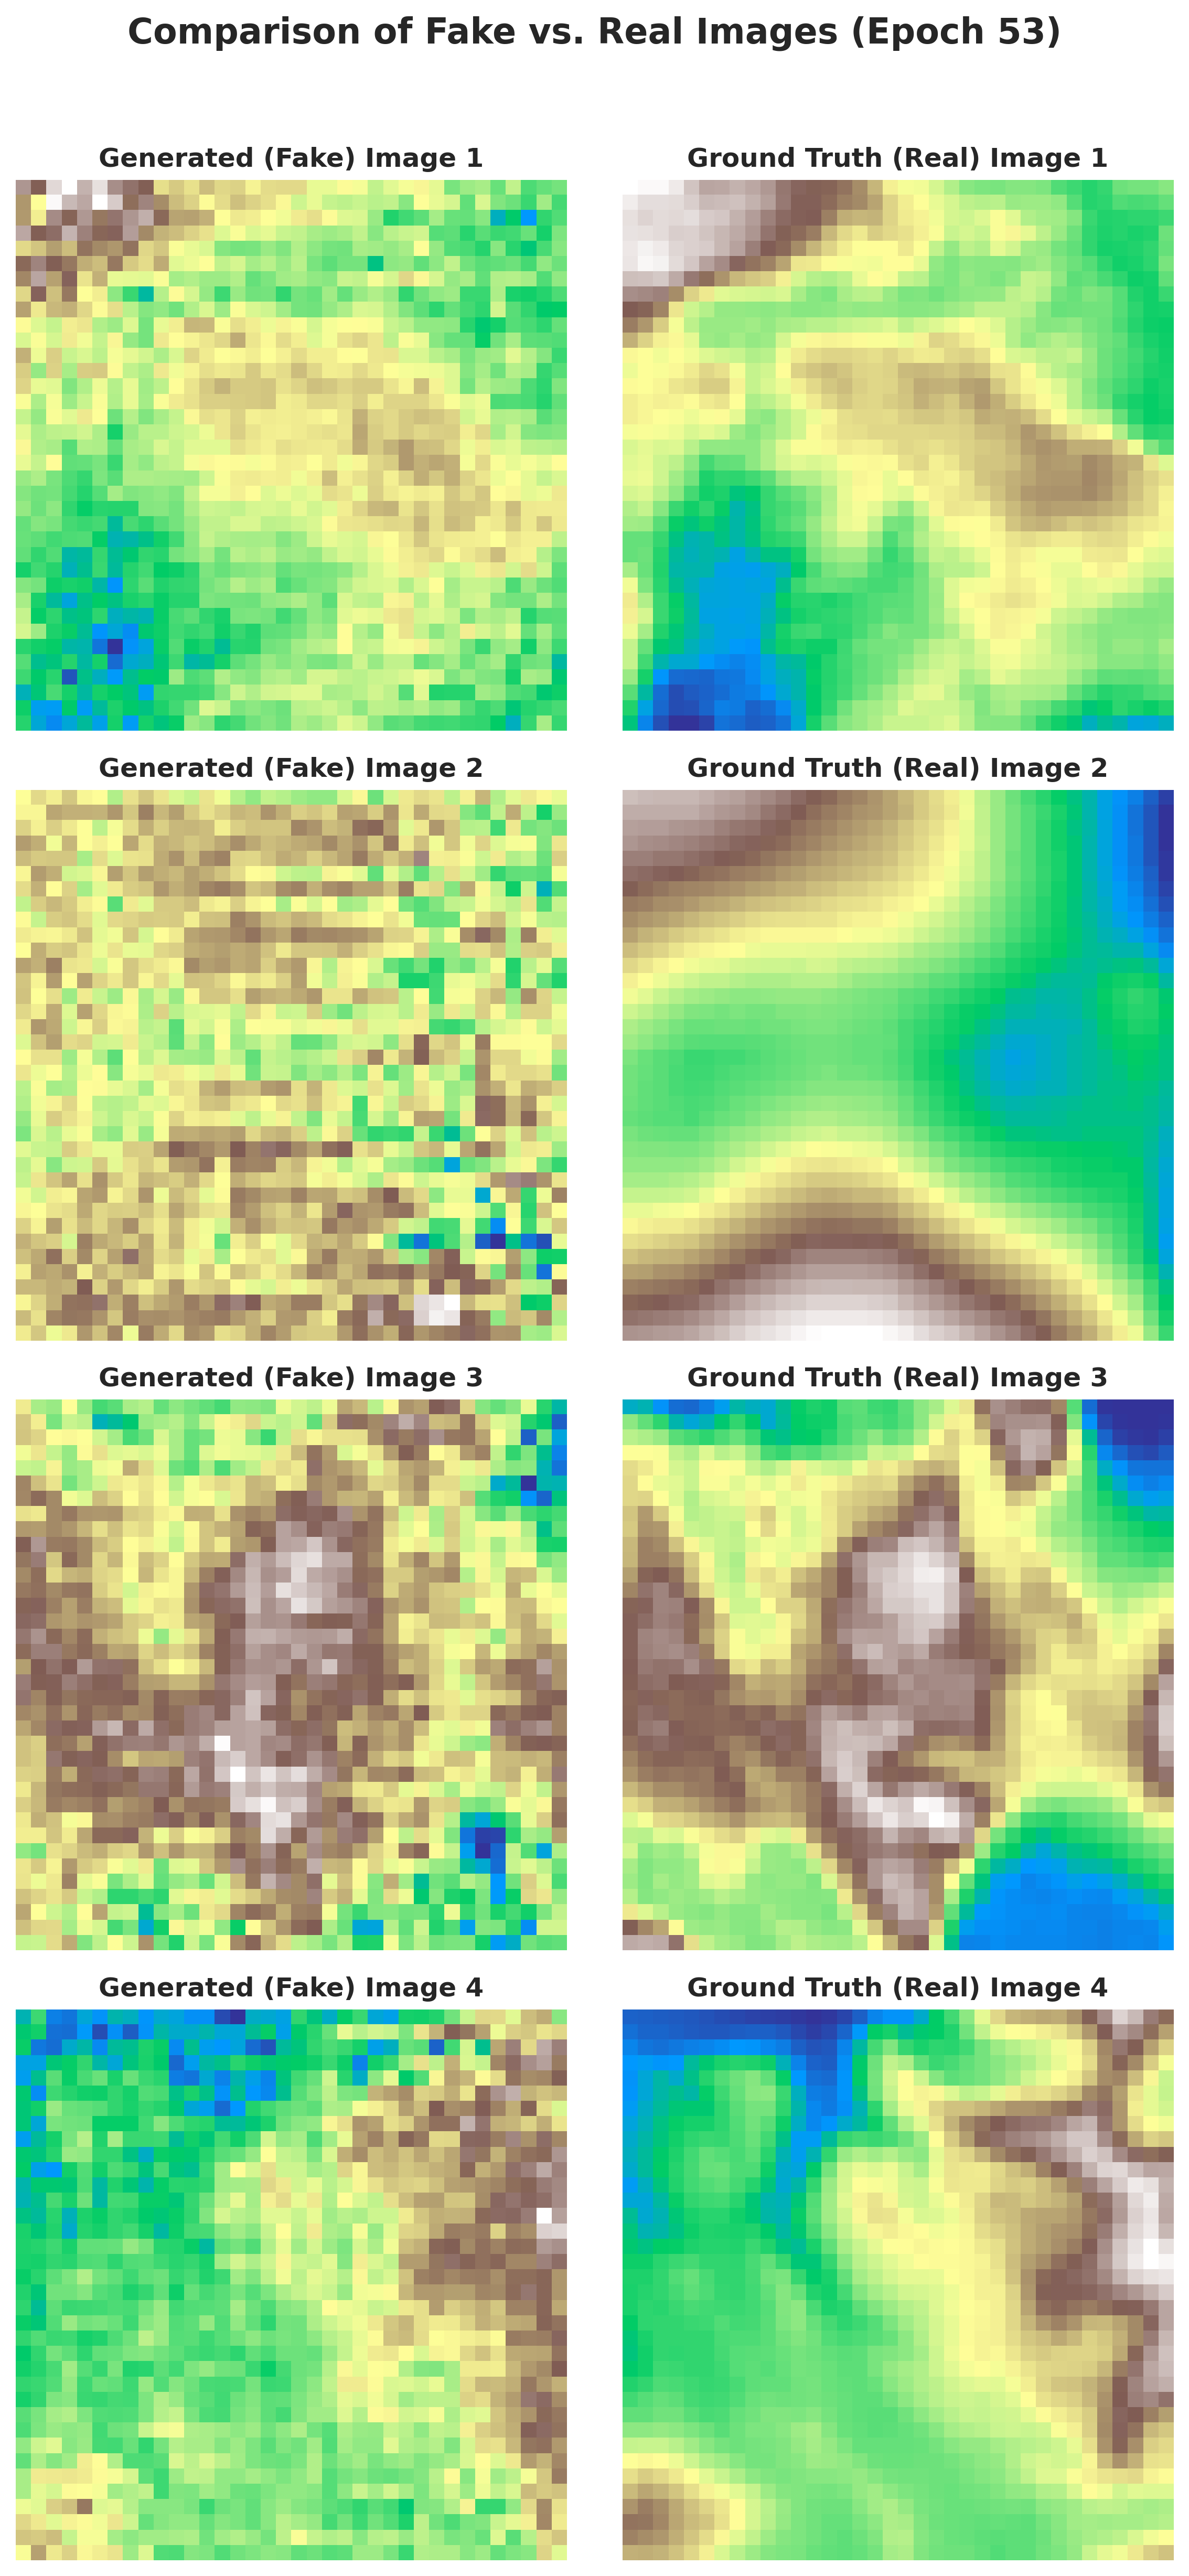 Comparison of Fake vs. Real Images (Epoch 53)
Generated (Fake) Image 1
Ground Truth (Real) Image 1
Generated (Fake) Image 2
Ground Truth (Real) Image 2
Generated (Fake) Image 3
Ground Truth (Real) Image 3
Generated (Fake) Image 4
Ground Truth (Real) Image 4